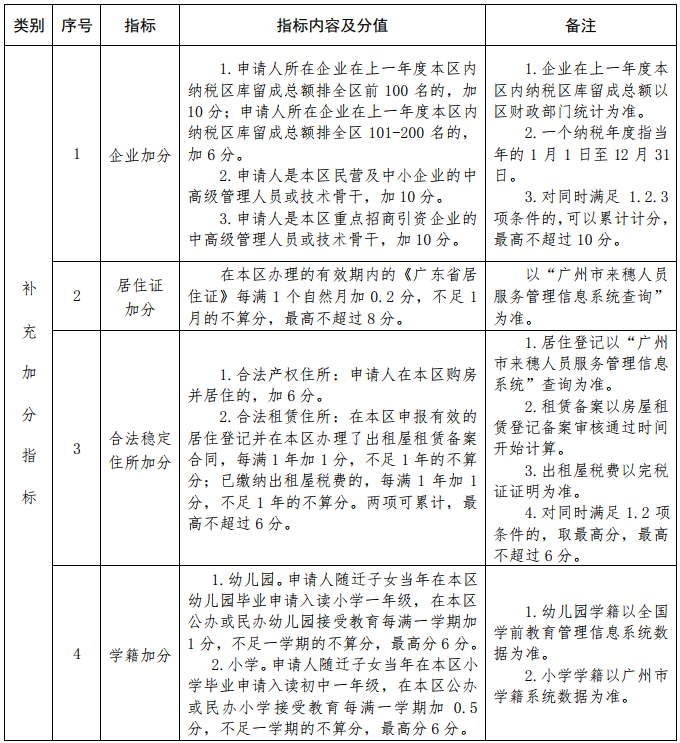 类别 序号 指标 指标内容及分值 备注
补充加分指标
1
企业加分
1.申请人所在企业在上一年度本区内
纳税区库留成总额排全区前 100 名的，加
10 分；申请人所在企业在上一年度本区内
纳税区库留成总额排全区 101-200 名的，
加 6 分。
2.申请人是本区民营及中小企业的中
高级管理人员或技术骨干，加 10 分。
3.申请人是本区重点招商引资企业的
中高级管理人员或技术骨干，加 10 分。
1.企业在上一年度本
区内纳税区库留成总额以
区财政部门统计为准。
2.一个纳税年度指当
年的 1 月 1 日至 12 月 31
日。
3.对同时满足 1.2.3
项条件的，可以累计计分，
最高不超过 10 分。
2
居住证
加分
在本区办理的有效期内的《广东省居
住证》每满 1 个自然月加 0.2 分，不足 1
月的不算分，最高不超过 8 分。
以“广州市来穗人员
服务管理信息系统查询”
为准。
3
合法稳定
住所加分
1.合法产权住所：申请人在本区购房
并居住的，加 6 分。
2.合法租赁住所：在本区申报有效的
居住登记并在本区办理了出租屋租赁备案
合同，每满 1 年加 1 分，不足 1 年的不算
分；已缴纳出租屋税费的，每满 1 年加 1
分，不足 1 年的不算分。两项可累计，最
高不超过 6 分。
1.居住登记以“广州
市来穗人员服务管理信息
系统”查询为准。
2.租赁备案以房屋租
赁登记备案审核通过时间
开始计算。
3.出租屋税费以完税
证证明为准。
4.对同时满足 1.2 项
条件的，取最高分，最高
不超过 6 分。
4
学籍加分
1.幼儿园。申请人随迁子女当年在本区
幼儿园毕业申请入读小学一年级，在本区
公办或民办幼儿园接受教育每满一学期加
1 分，不足一学期的不算分，最高分 6 分。
2.小学。申请人随迁子女当年在本区小
学毕业申请入读初中一年级，在本区公办
或民办小学接受教育每满一学期加 0.5
分，不足一学期的不算分，最高分 6 分。
1.幼儿园学籍以全国
学前教育管理信息系统数
据为准。
2.小学学籍以广州市
学籍系统数据为准。